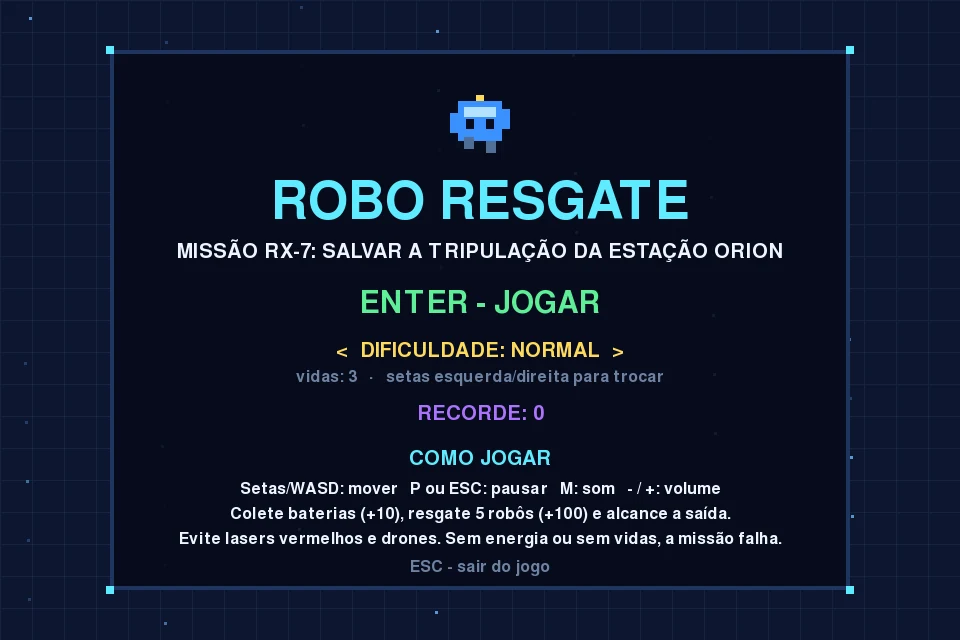 ROBO RESGATE
MISSÃO RX-7: SALVAR A TRIPULAÇÃO DA ESTAÇÃO ORION
ENTER - JOGAR
< DIFICULDADE: NORMAL >
vidas: 3 · setas esquerda/direita para trocar
RECORDE: 0
COMO JOGAR
Setas/WASD: mover P ou ESC: pausar M: som - / +: volume
Colete baterias (+10), resgate 5 robôs (+100) e alcance a saída.
Evite lasers vermelhos e drones. Sem energia ou sem vidas, a missão falha.
ESC - sair do jogo